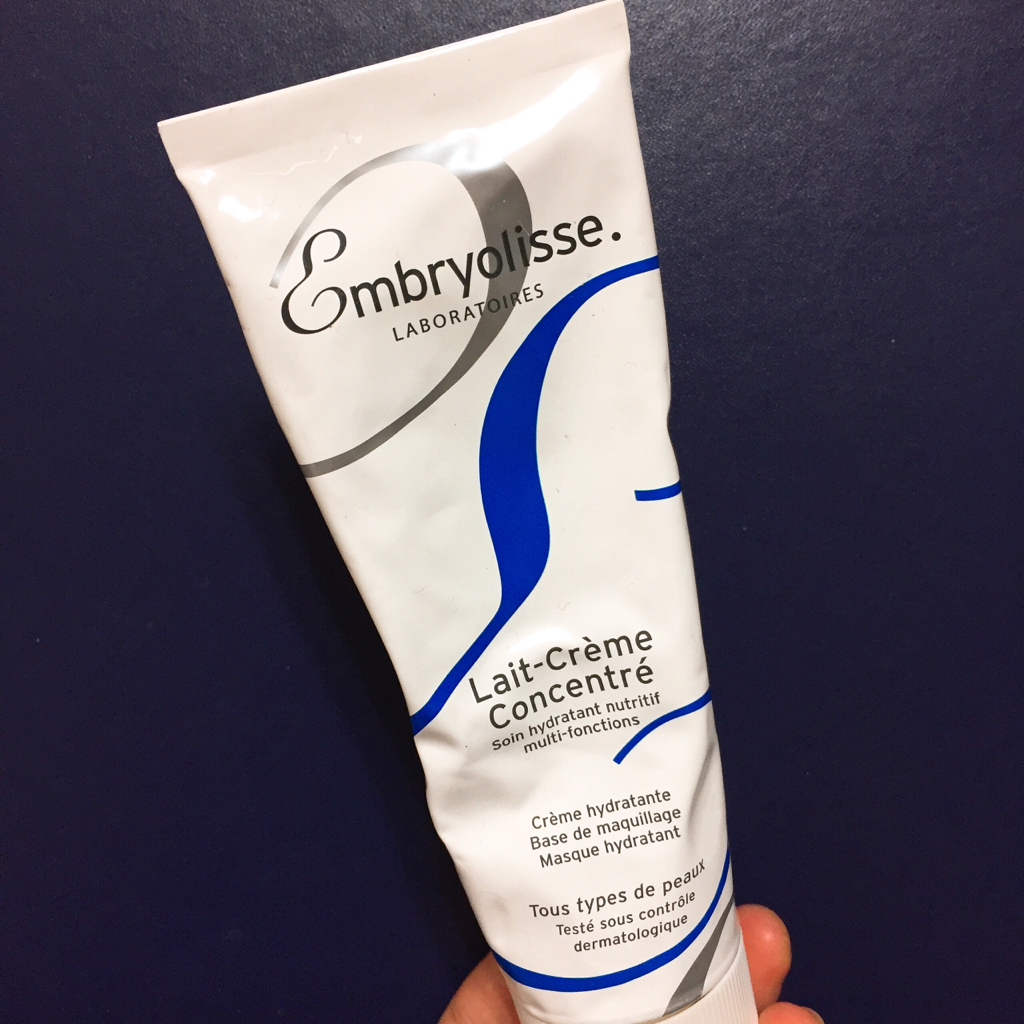 Embryolisse.
LABORATOIRES
Lait-Crème
Concentré
Soin hydratant nutritif
multi-fonctions
Crème hydratante
Base de maquillage
Masque hydratant
Tous types de peaux
Testé sous contrôle
dermatologique